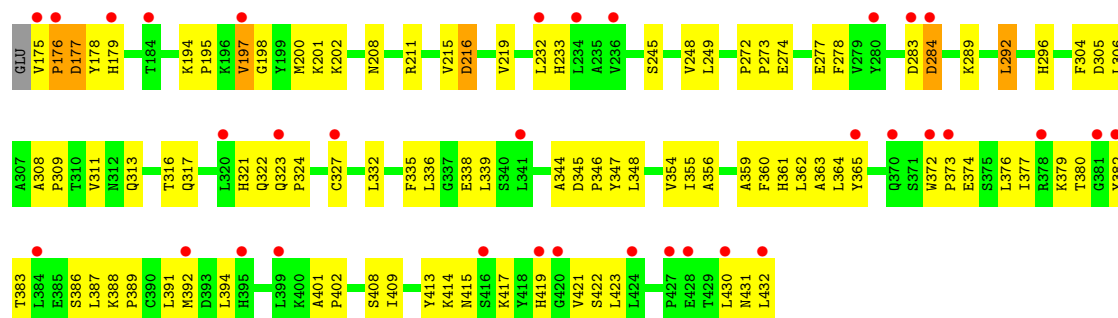 GLU V175 P176 D177 Y178 H179 T184 K194 P195 K196 V197 G198 Y199 M200 K201 K202 N208 R211 V215 D216 V219 L232 H233 L234 A235 V236 S245 V248 L249 P272 P273 E274 E277 F278 V279 Y280 D283 D284 K289 L292 H296 F304 D305 L306
A307 A308 P309 T310 V311 N312 Q313 T316 Q317 L320 H321 Q322 Q323 P324 C327 L332 F335 L336 G337 E338 L339 S340 L341 A344 D345 P346 Y347 L348 V354 I355 A356 A359 F360 H361 L362 A363 L364 Y365 Q370 S371 W372 P373 E374 S375 L376 I377 R378 K379 T380 G381 Y382
T383 L384 E385 S386 L387 K388 P389 C390 L391 M392 D393 L394 H395 L399 K400 A401 P402 S408 I409 Y413 K414 N415 S416 K417 Y418 H419 G420 V421 S422 L423 L424 P427 E428 T429 L430 N431 L432